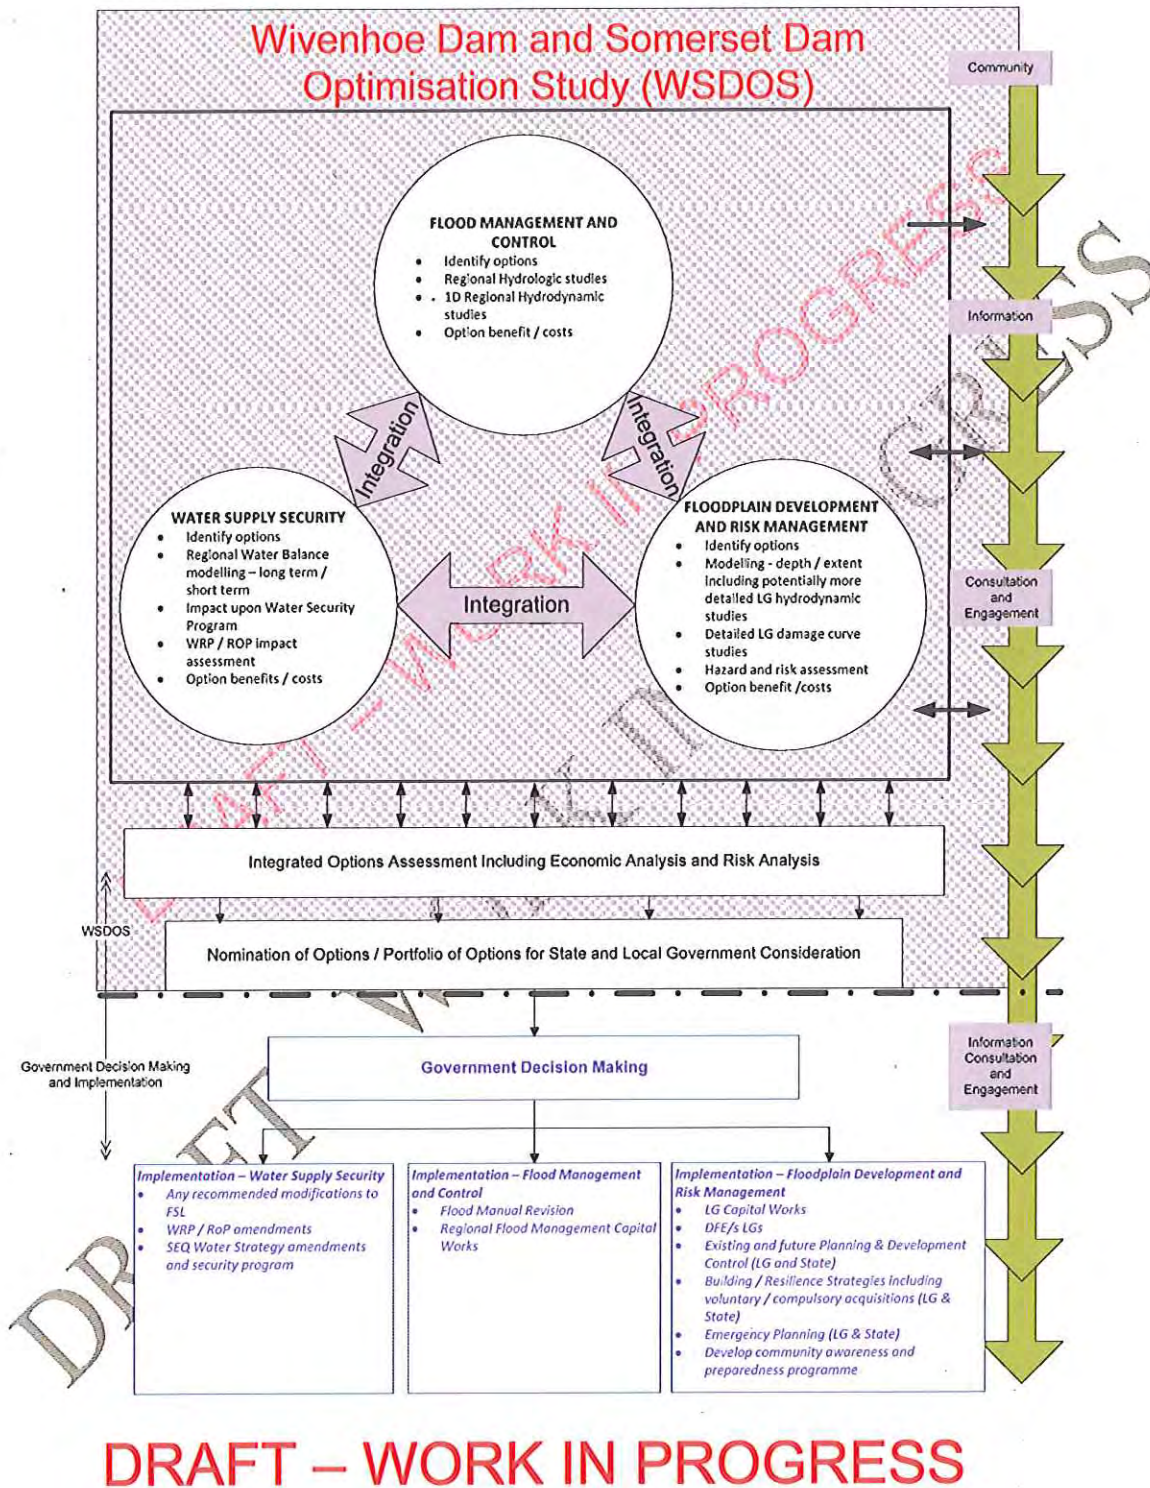 Wivenhoe Dam and Somerset Dam
Optimisation Study (WSDOS)
Community
FLOOD MANAGEMENT AND
CONTROL
• Identify options
• Regional Hydrologic studies
• . 1D Regional Hydrodynamic
studies
• Option benefit / costs
Information
Integration
Integration
WATER SUPPLY SECURITY
• Identify options
• Regional Water Balance
modelling – long term /
short term
• Impact upon Water Security
Program
• WRP / ROP impact
assessment
• Option benefits / costs
Integration
FLOODPLAIN DEVELOPMENT
AND RISK MANAGEMENT
• Identify options
• Modelling - depth / extent
including potentially more
detailed LG hydrodynamic
studies
• Detailed LG damage curve
studies
• Hazard and risk assessment
• Option benefit /costs
Consultation
and
Engagement
Integrated Options Assessment Including Economic Analysis and Risk Analysis
WSDOS
Nomination of Options / Portfolio of Options for State and Local Government Consideration
Government Decision Making
and Implementation
Government Decision Making
Information
Consultation
and
Engagement
Implementation – Water Supply Security
• Any recommended modifications to
FSL
• WRP / RoP amendments
• SEQ Water Strategy amendments
and security program
Implementation – Flood Management
and Control
• Flood Manual Revision
• Regional Flood Management Capital
Works
Implementation – Floodplain Development and
Risk Management
• LG Capital Works
• DFE/s LGs
• Existing and future Planning & Development
Control (LG and State)
• Building / Resilience Strategies including
voluntary / compulsory acquisitions (LG &
State)
• Emergency Planning (LG & State)
• Develop community awareness and
preparedness programme
DRAFT – WORK IN PROGRESS
DRAFT – WORK IN PROGRESS